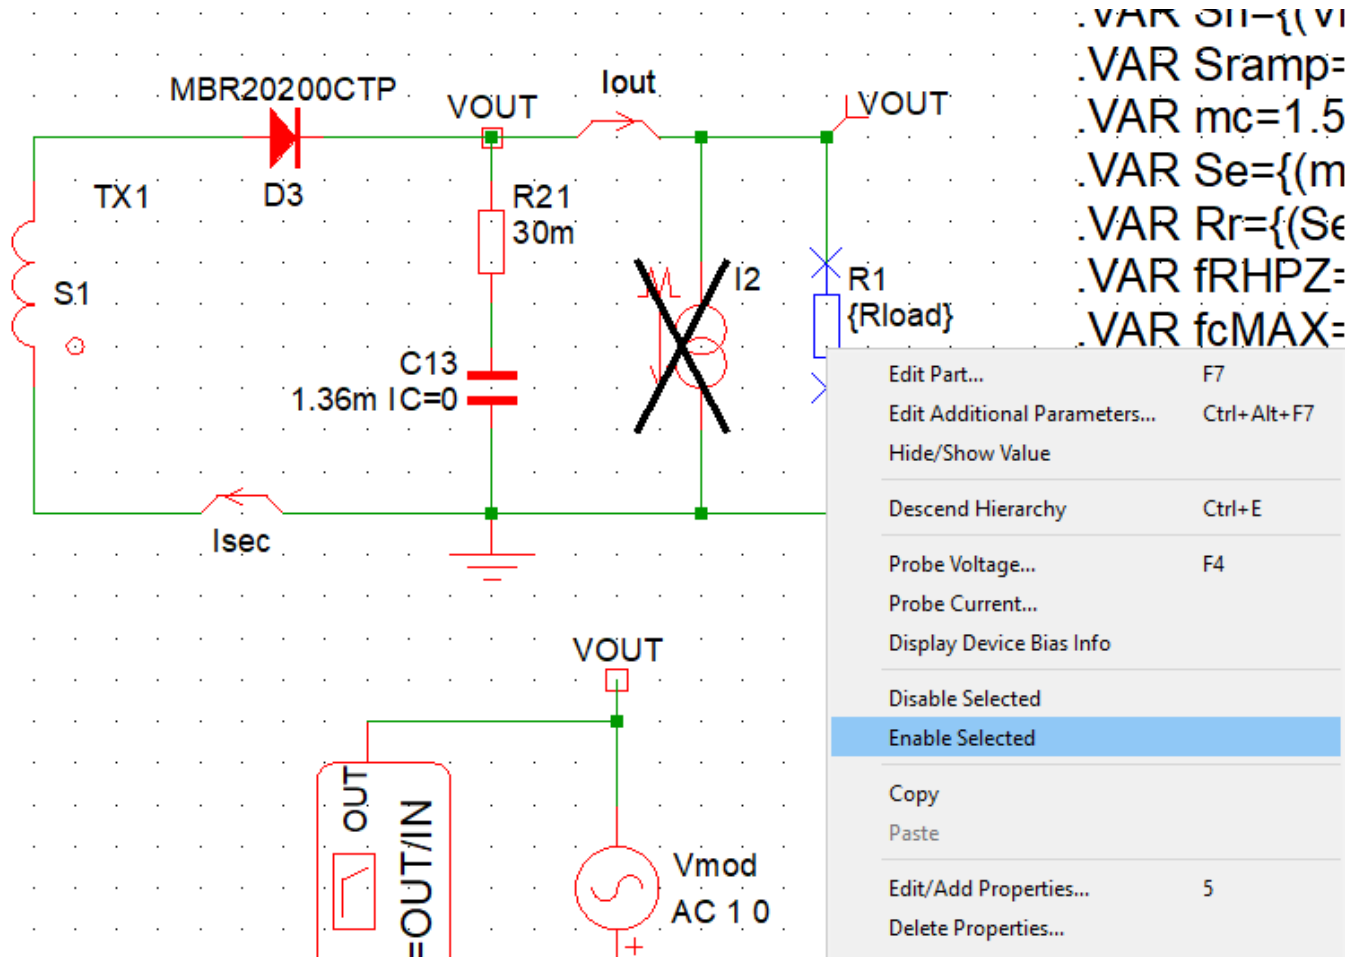 .VAR Sramp=
.VAR mc=1.5
.VAR Se={(m
.VAR Rr={(Se
.VAR fRHPZ=
.VAR fcMAX=
MBR20200CTP
D3
TX1
S1
VOUT
Iout
VOUT
R21
30m
C13
1.36m IC=0
I2
R1
{Rload}
Isec
VOUT
OUT
=OUT/IN
Vmod
AC 1 0
+
Edit Part... F7
Edit Additional Parameters... Ctrl+Alt+F7
Hide/Show Value
Descend Hierarchy Ctrl+E
Probe Voltage... F4
Probe Current...
Display Device Bias Info
Disable Selected
Enable Selected
Copy
Paste
Edit/Add Properties... 5
Delete Properties...